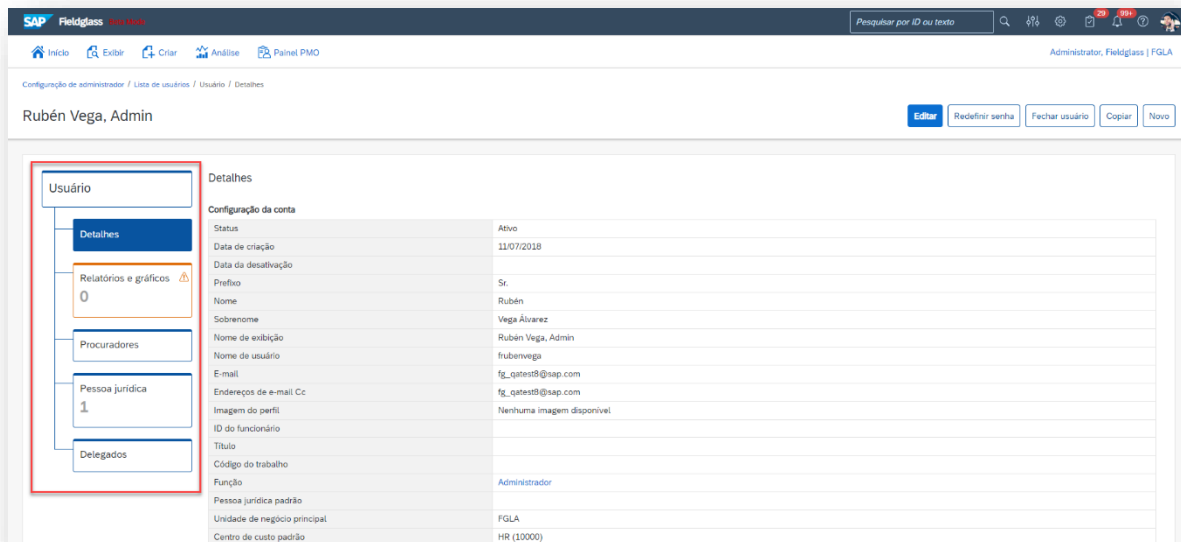 SAP Fieldglass
Pesquisar por ID ou texto
29
99+
Início
Exibir
Criar
Análise
Painel PMO
Administrator, Fieldglass | FGLA
Configuração de administrador / Lista de usuários / Usuário / Detalhes
Rubén Vega, Admin
Editar
Redefinir senha
Fechar usuário
Copiar
Novo
Usuário
Detalhes
Relatórios e gráficos
0
Procuradores
Pessoa jurídica
1
Delegados
Detalhes
Configuração da conta
Status Ativo
Data de criação 11/07/2018
Data da desativação
Prefixo Sr.
Nome Rubén
Sobrenome Vega Álvarez
Nome de exibição Rubén Vega, Admin
Nome de usuário frubenvega
E-mail fg_qatest8@sap.com
Endereços de e-mail Cc fg_qatest8@sap.com
Imagem do perfil Nenhuma imagem disponível
ID do funcionário
Título
Código do trabalho
Função Administrador
Pessoa jurídica padrão
Unidade de negócio principal FGLA
Centro de custo padrão HR (10000)